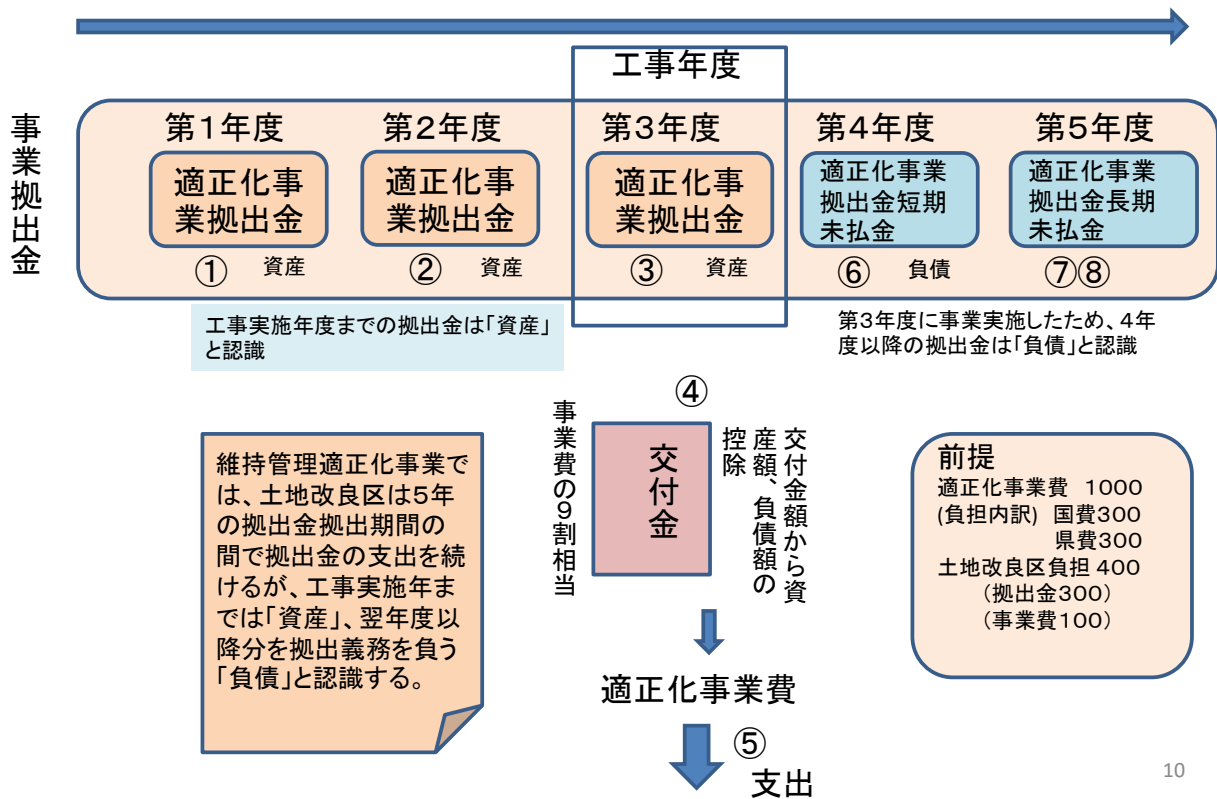 工事年度
事業拠出金
第1年度
第2年度
第3年度
第4年度
第5年度
適正化事
業拠出金
適正化事
業拠出金
適正化事
業拠出金
適正化事業
拠出金短期
未払金
適正化事業
拠出金長期
未払金
① 資産
② 資産
③ 資産
⑥ 負債
⑦⑧
工事実施年度までの拠出金は「資産」
と認識
第3年度に事業実施したため、4年
度以降の拠出金は「負債」と認識
維持管理適正化事業で
は、土地改良区は5年
の拠出金拠出期間の
間で拠出金の支出を続
けるが、工事実施年ま
では「資産」、翌年度以
降分を拠出義務を負う
「負債」と認識する。
④
事業費の9割相当
交付金
交付金額から資
産額、負債額の
控除
適正化事業費
⑤
支出
前提
適正化事業費 1000
(負担内訳) 国費300
県費300
土地改良区負担 400
(拠出金300)
(事業費100)
10